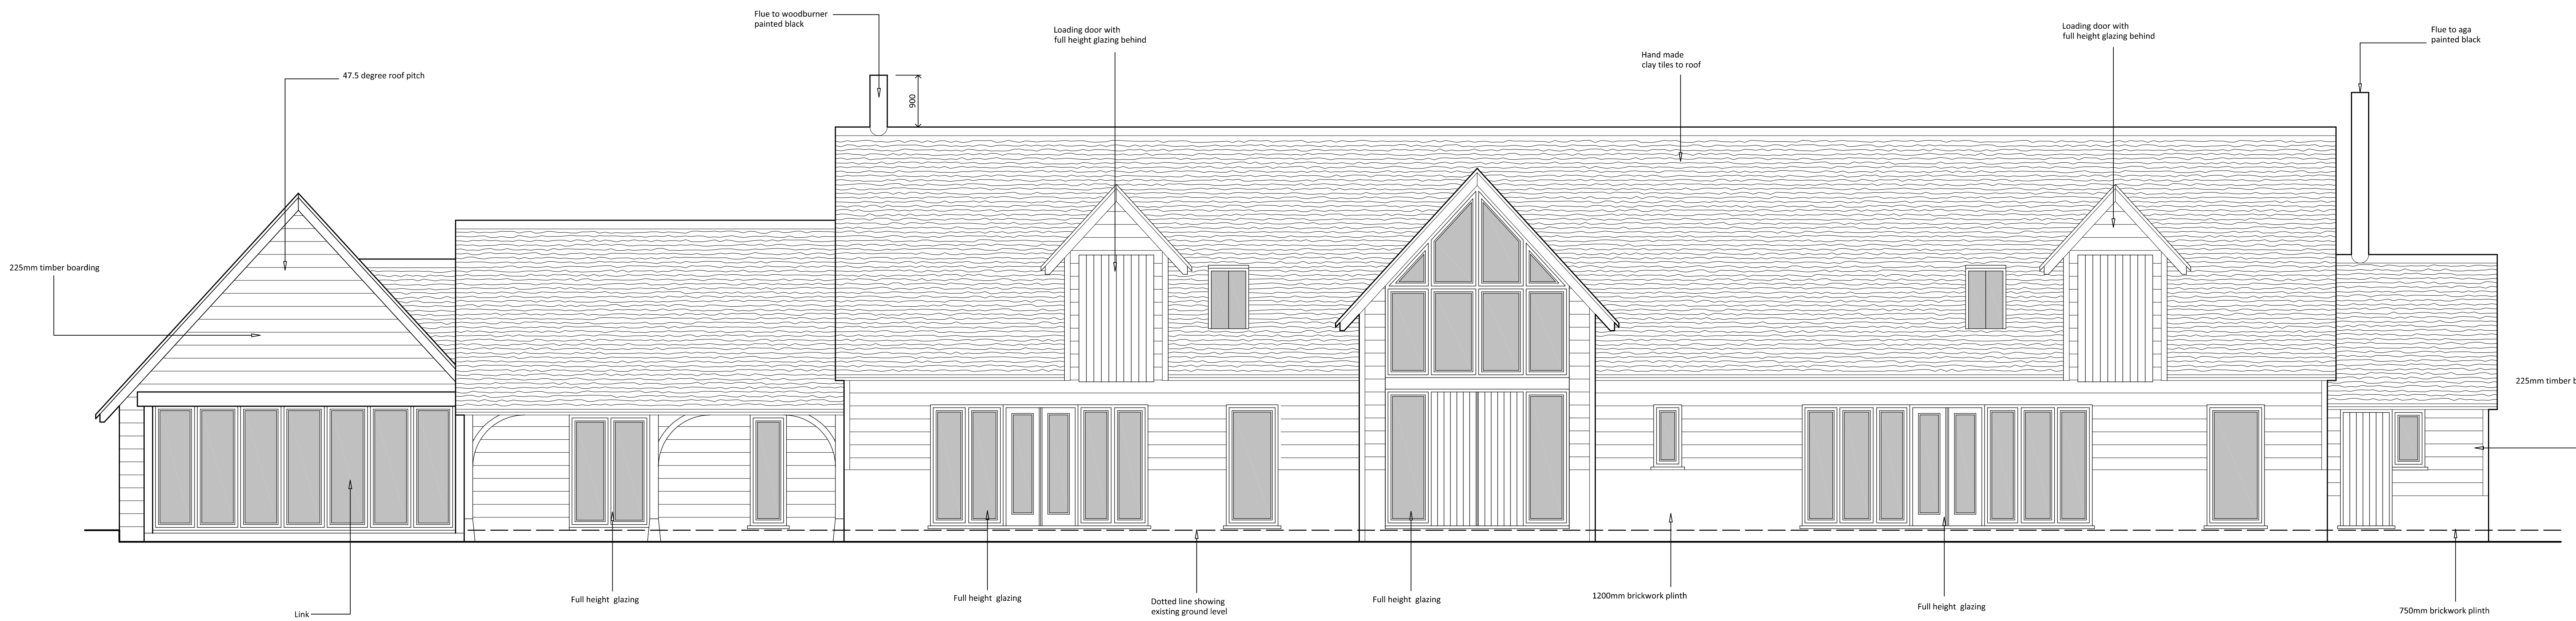 Flue to woodburner
painted black
Loading door with
full height glazing behind
Loading door with
full height glazing behind
Flue to aga
painted black
Hand made
clay tiles to roof
47.5 degree roof pitch
900
225mm timber boarding
225mm timber b
Full height glazing
Full height glazing
Dotted line showing
existing ground level
Full height glazing
1200mm brickwork plinth
Full height glazing
750mm brickwork plinth
Link